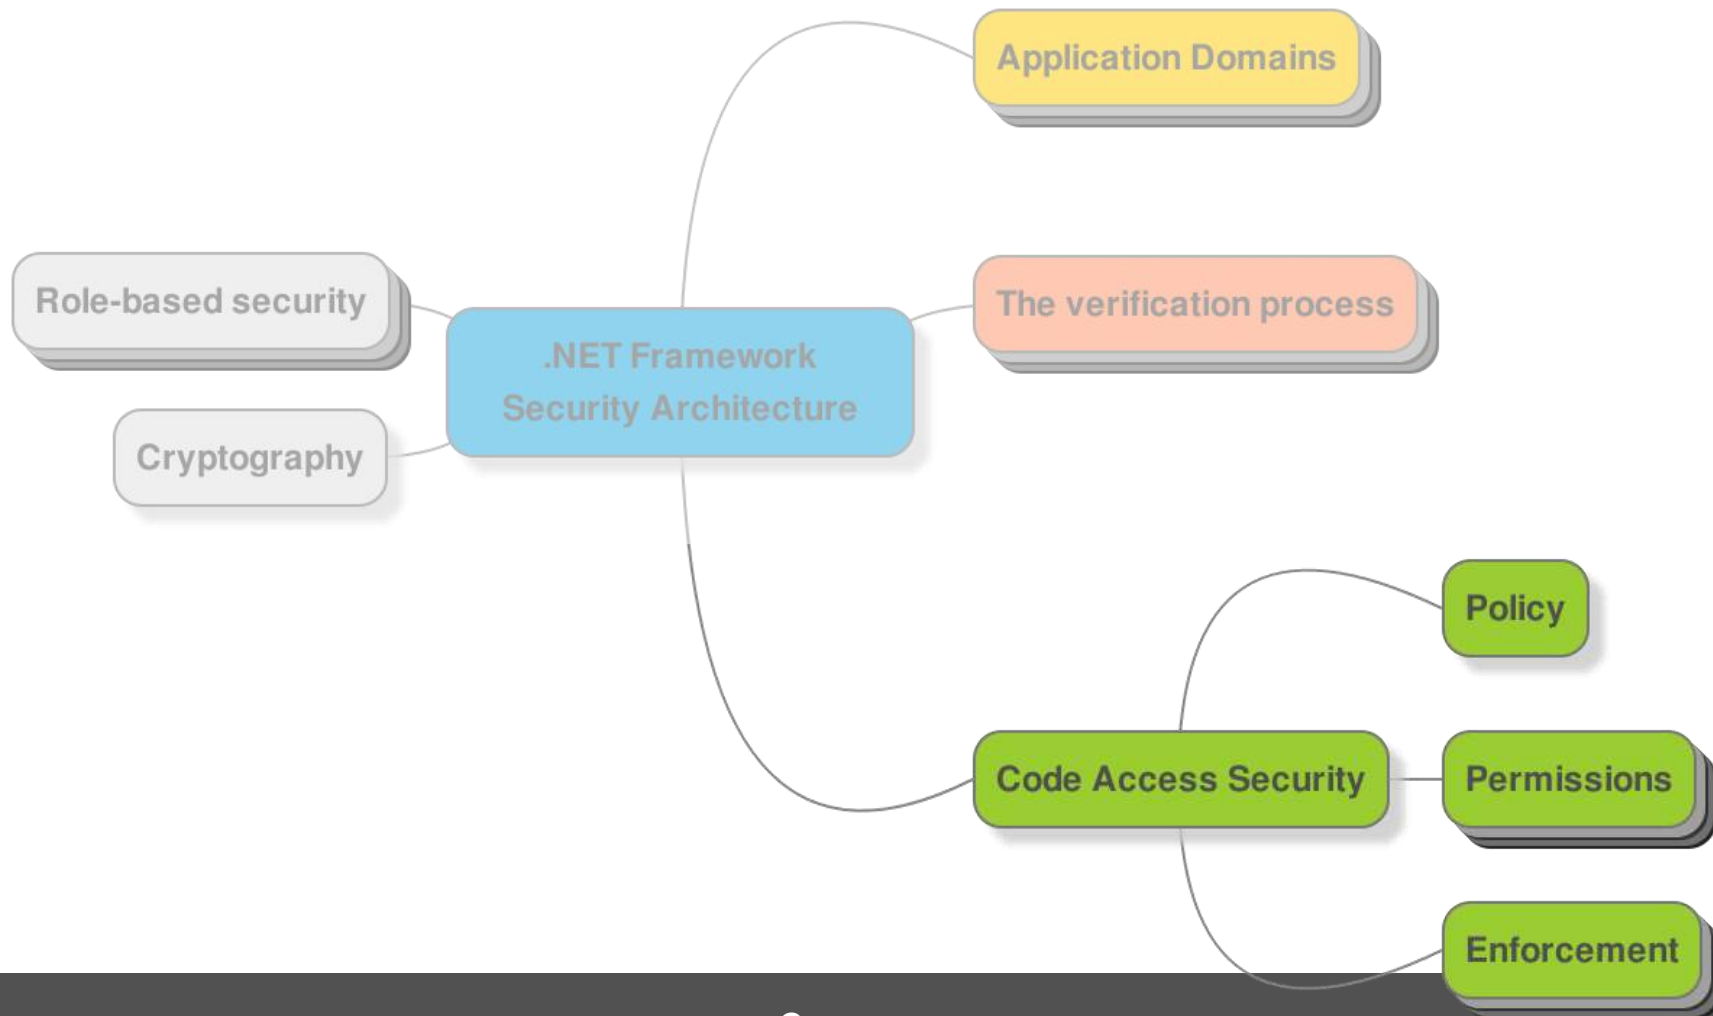 Application Domains
Role-based security
The verification process
.NET Framework
Security Architecture
Cryptography
Policy
Code Access Security
Permissions
Enforcement